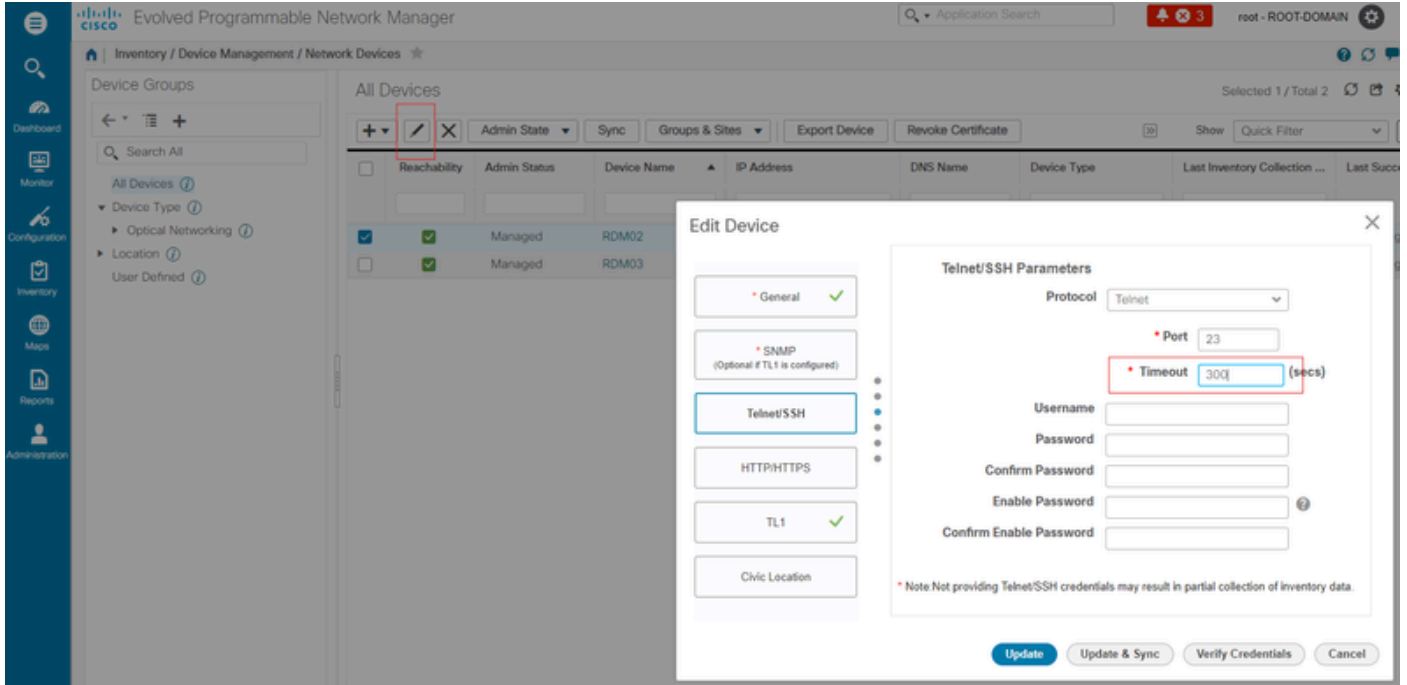 cisco Evolved Programmable Network Manager
Application Search
3
root - ROOT-DOMAIN
Inventory / Device Management / Network Devices
Dashboard
Monitor
Configuration
Inventory
Maps
Reports
Administration
Device Groups
Search All
All Devices
Device Type
Optical Networking
Location
User Defined
All Devices
Selected 1 / Total 2
Admin State Sync Groups & Sites Export Device Revoke Certificate Show Quick Filter
Reachability Admin Status Device Name IP Address DNS Name Device Type Last Inventory Collection ... Last Succ
Managed RDM02
Managed RDM03
Edit Device
* General
* SNMP
(Optional if TL1 is configured)
Telnet/SSH
HTTP/HTTPS
TL1
Civic Location
Telnet/SSH Parameters
Protocol Telnet
* Port 23
* Timeout 300 (secs)
Username
Password
Confirm Password
Enable Password
Confirm Enable Password
* Note:Not providing Telnet/SSH credentials may result in partial collection of inventory data.
Update Update & Sync Verify Credentials Cancel